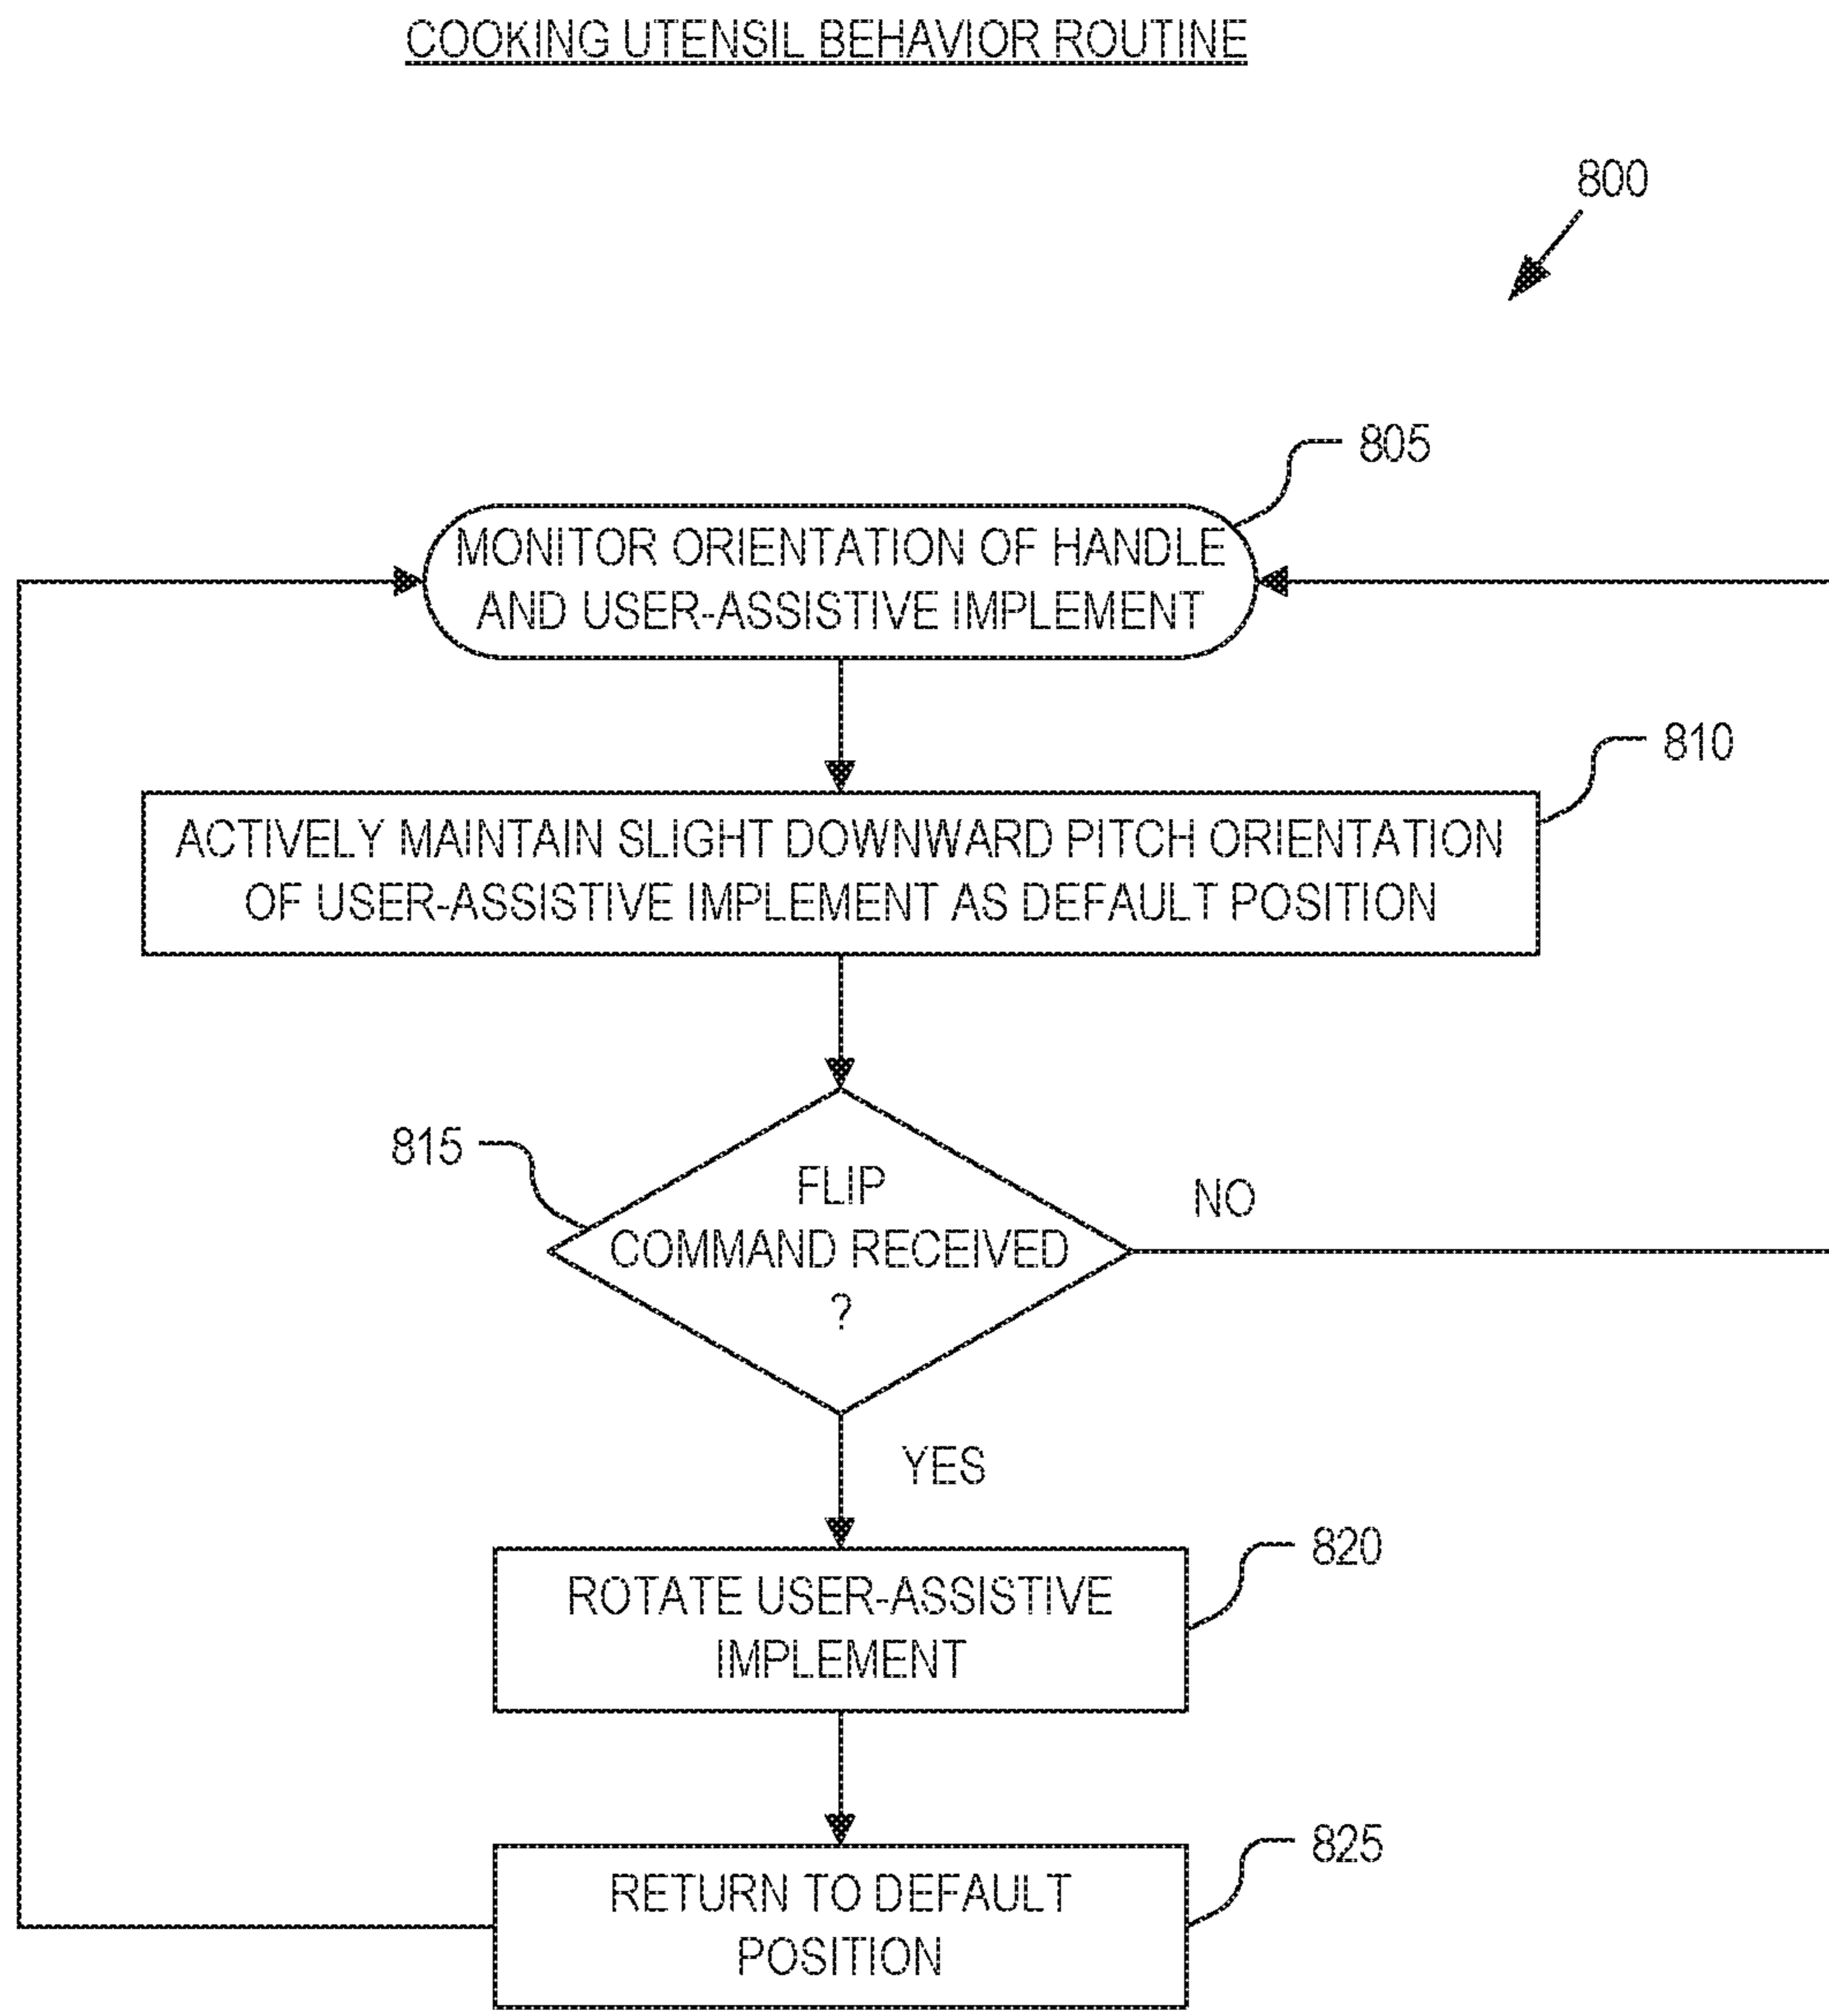 COOKING UTENSIL BEHAVIOR ROUTINE
800
805
MONITOR ORIENTATION OF HANDLE
AND USER-ASSISTIVE IMPLEMENT
810
ACTIVELY MAINTAIN SLIGHT DOWNWARD PITCH ORIENTATION
OF USER-ASSISTIVE IMPLEMENT AS DEFAULT POSITION
815
FLIP
COMMAND RECEIVED
?
NO
YES
820
ROTATE USER-ASSISTIVE
IMPLEMENT
825
RETURN TO DEFAULT
POSITION